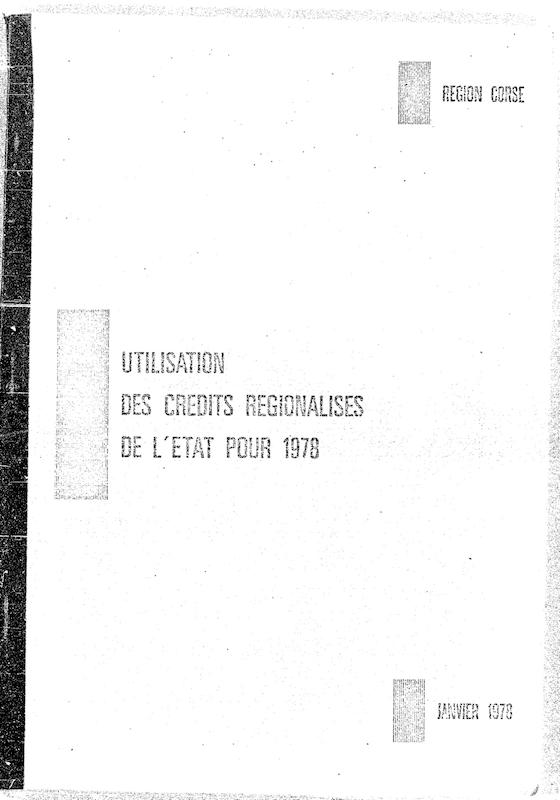 REGION CORSE
UTILISATION
DES CREDITS REGIONALISES
DE L'ETAT POUR 1978
JANVIER 1978